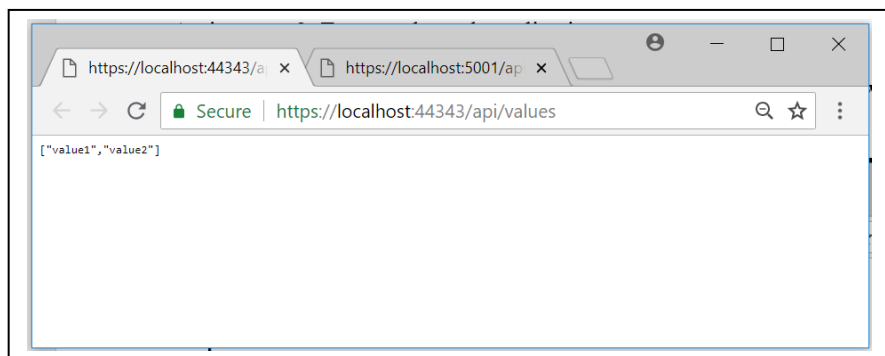 https://localhost:44343/a
https://localhost:5001/ap
Secure
https://localhost:44343/api/values
["value1","value2"]